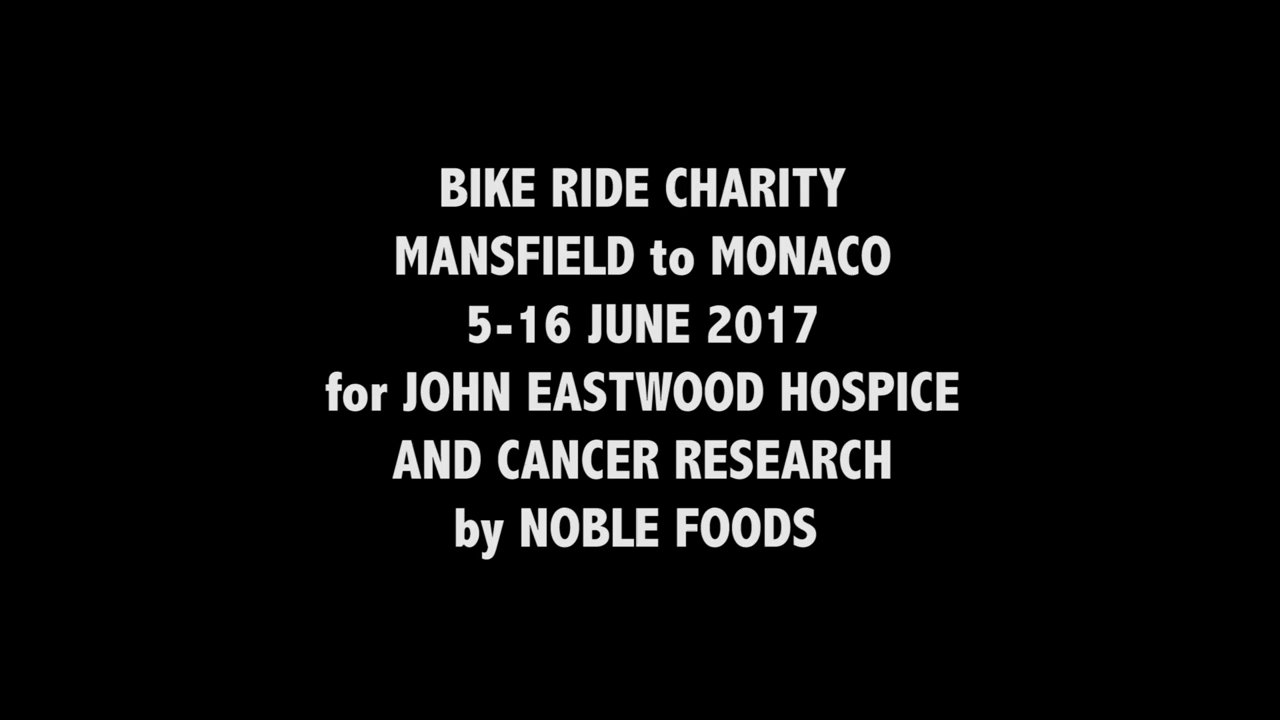 BIKE RIDE CHARITY
MANSFIELD to MONACO
5-16 JUNE 2017
for JOHN EASTWOOD HOSPICE
AND CANCER RESEARCH
by NOBLE FOODS